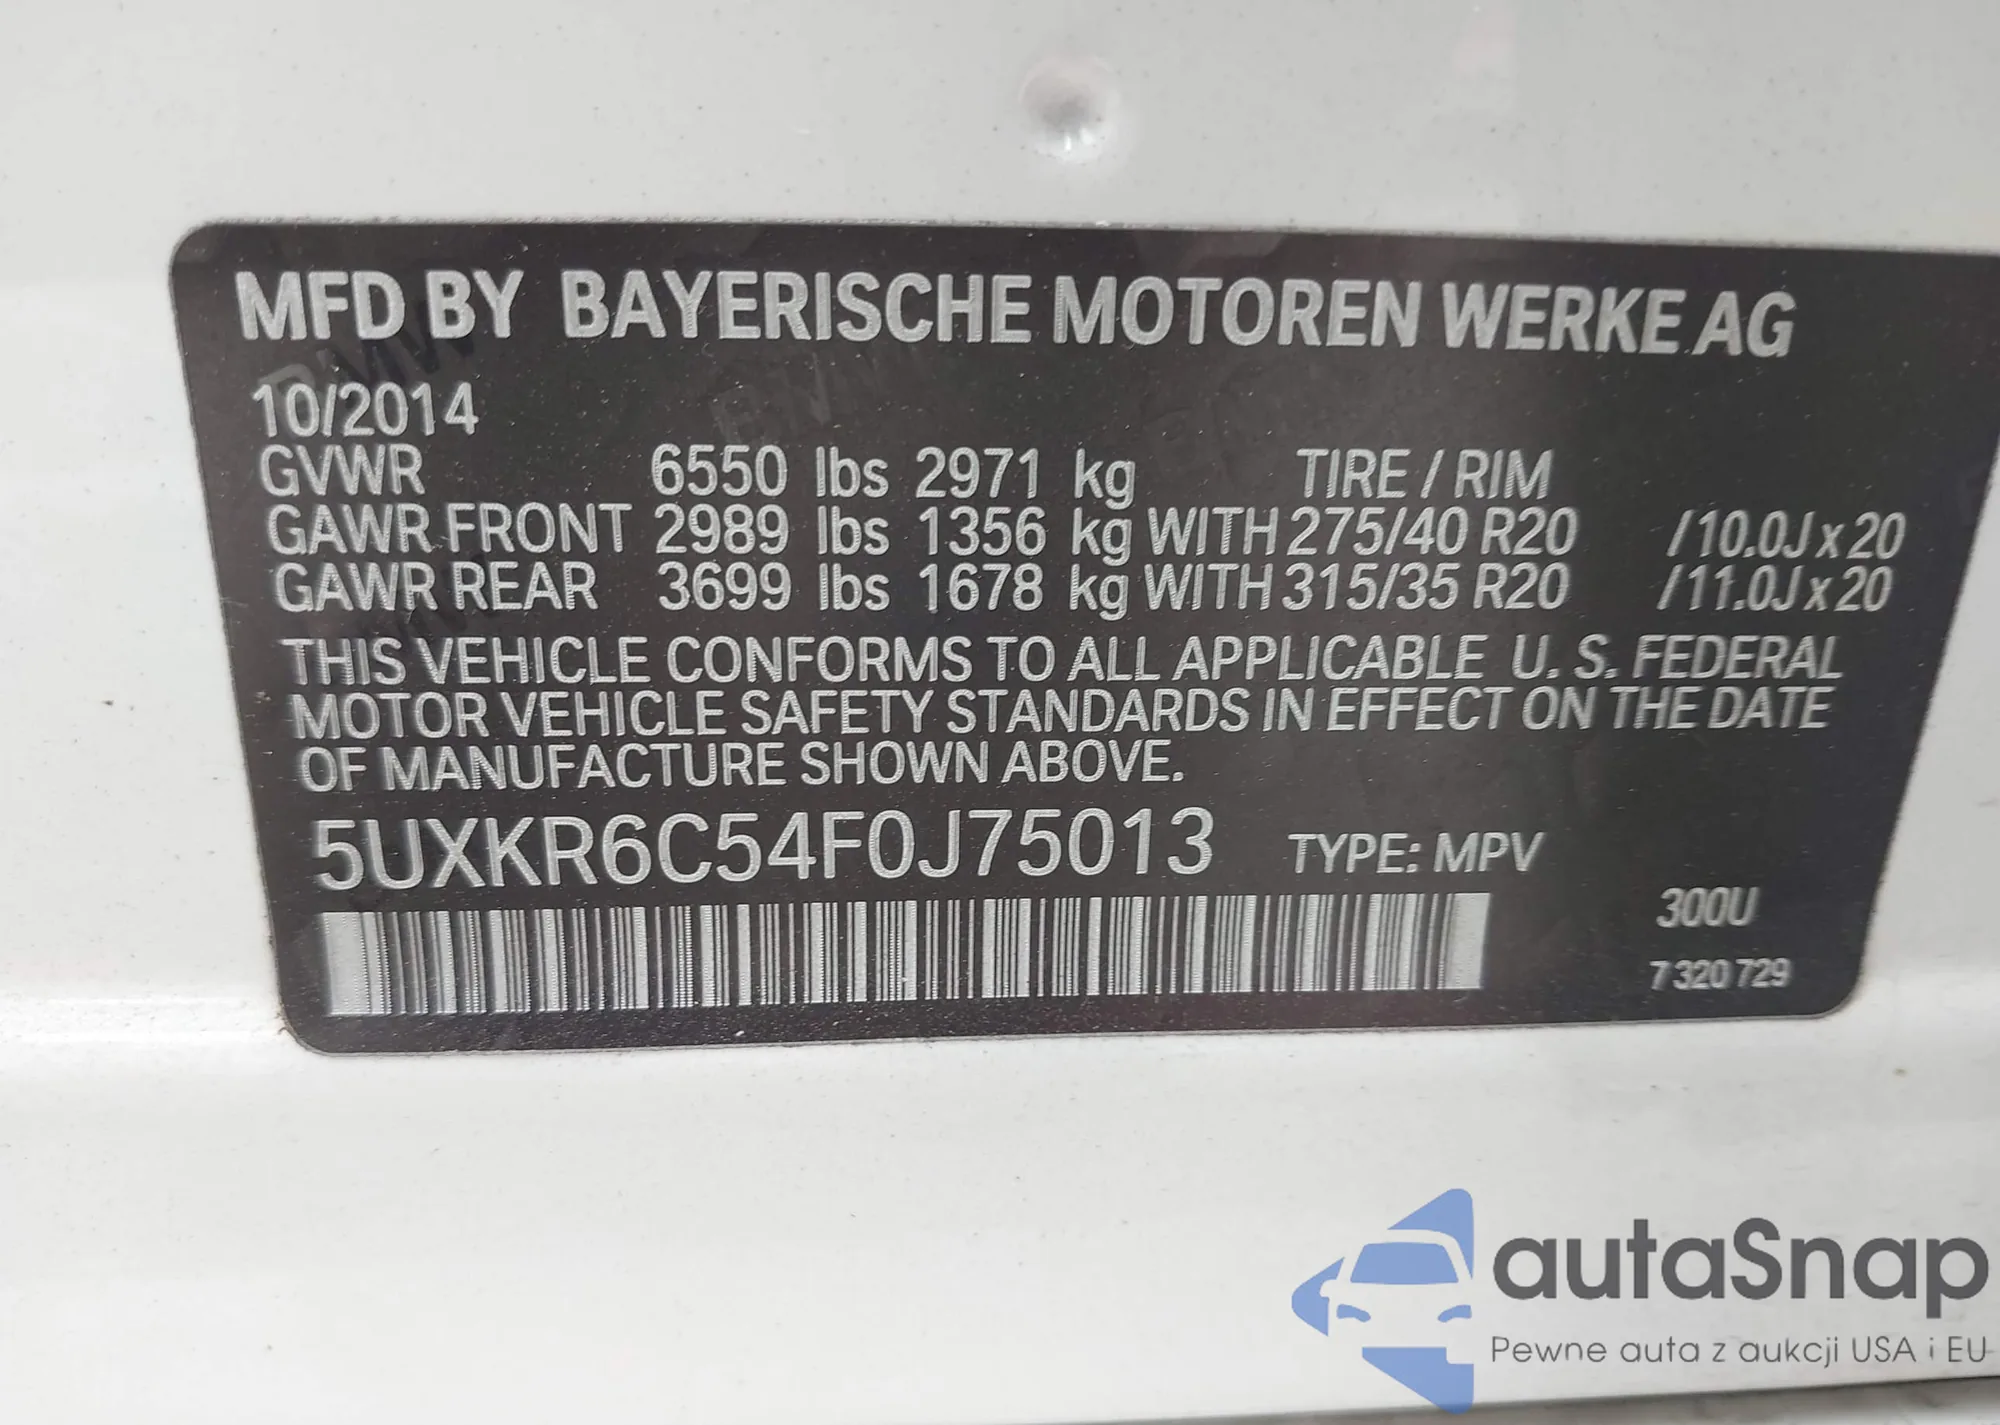 MFD BY BAYERISCHE MOTOREN WERKE AG
10/2014
GVWR 6550 lbs 2971 kg TIRE / RIM
GAWR FRONT 2989 lbs 1356 kg WITH 275/40 R20 /10.0J x 20
GAWR REAR 3699 lbs 1678 kg WITH 315/35 R20 /11.0J x 20
THIS VEHICLE CONFORMS TO ALL APPLICABLE U. S. FEDERAL
MOTOR VEHICLE SAFETY STANDARDS IN EFFECT ON THE DATE
OF MANUFACTURE SHOWN ABOVE.
5UXKR6C54F0J75013 TYPE: MPV
300U
7 320 729
autaSnap
Pewne auta z aukcji USA i EU